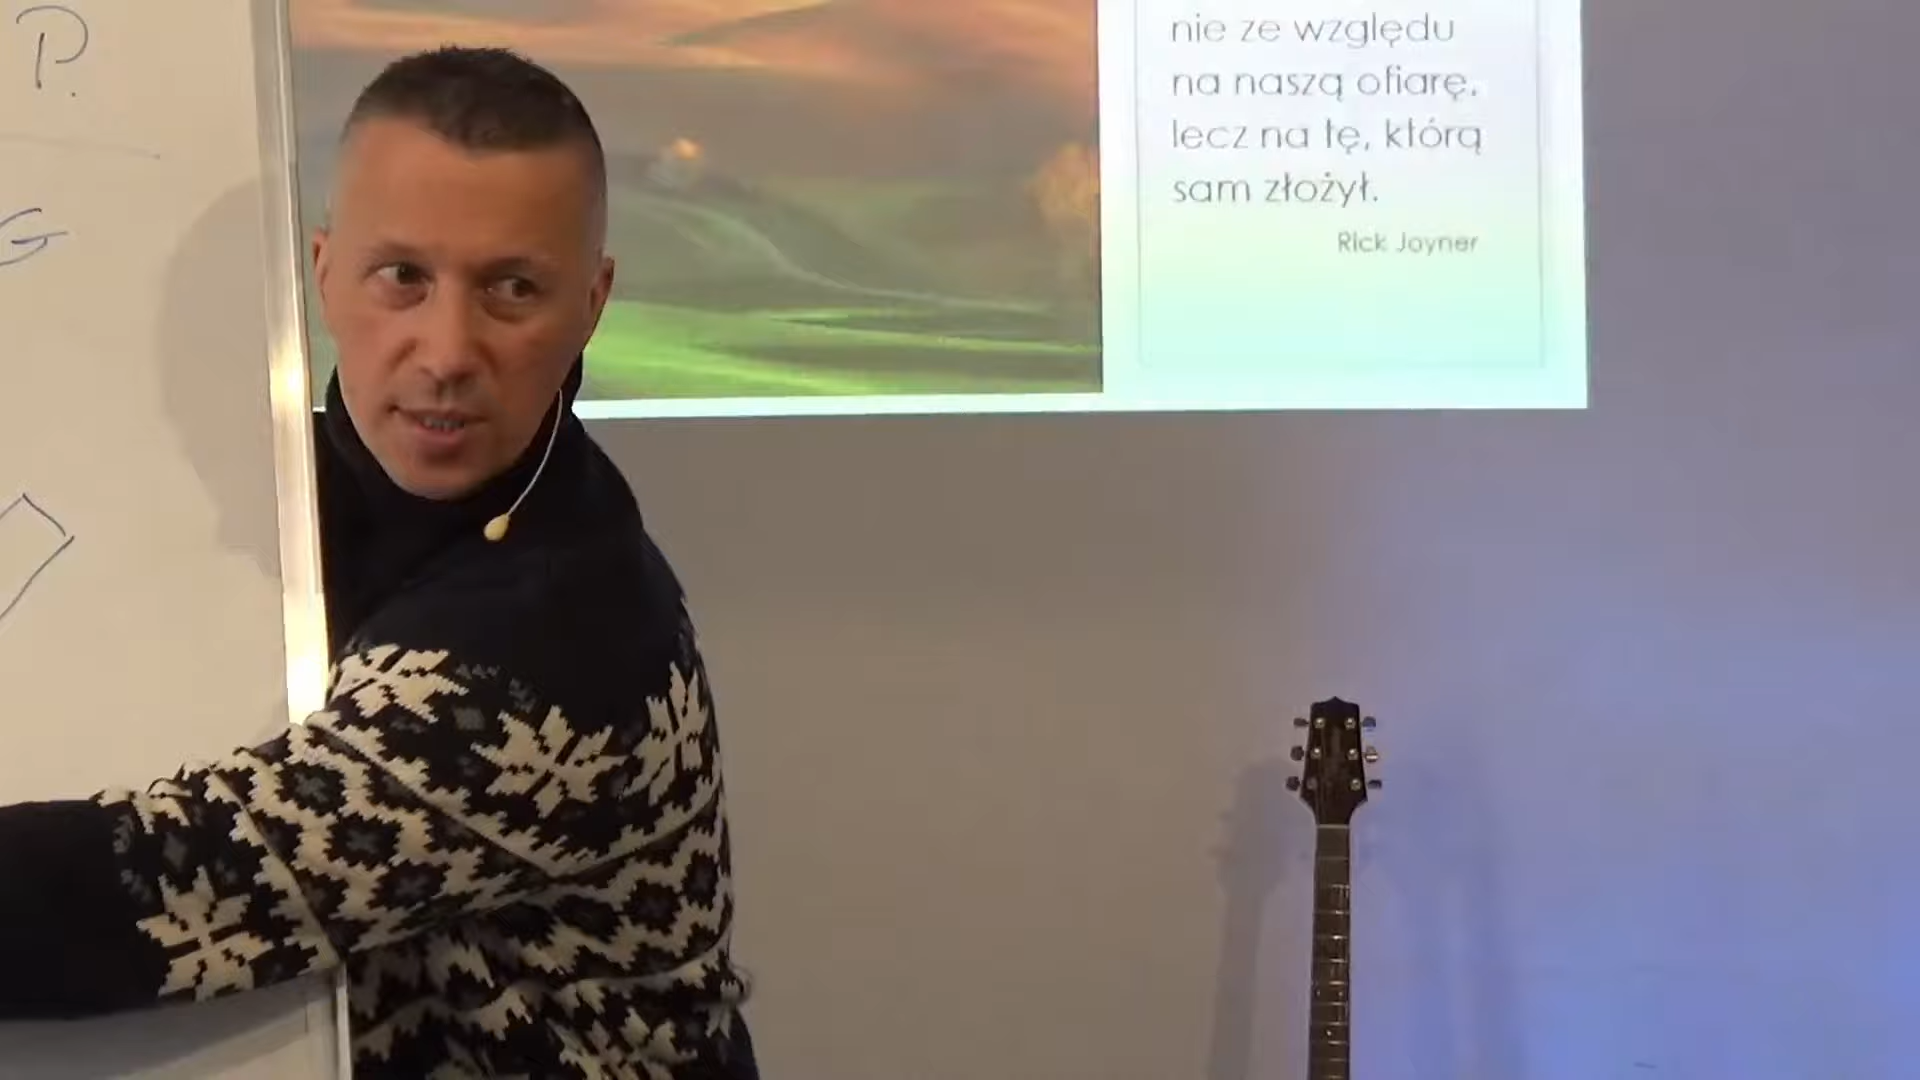 P.
G
nie ze względu
na naszą ofiarę,
lecz na tę, którą
sam złożył.
Rick Joyner